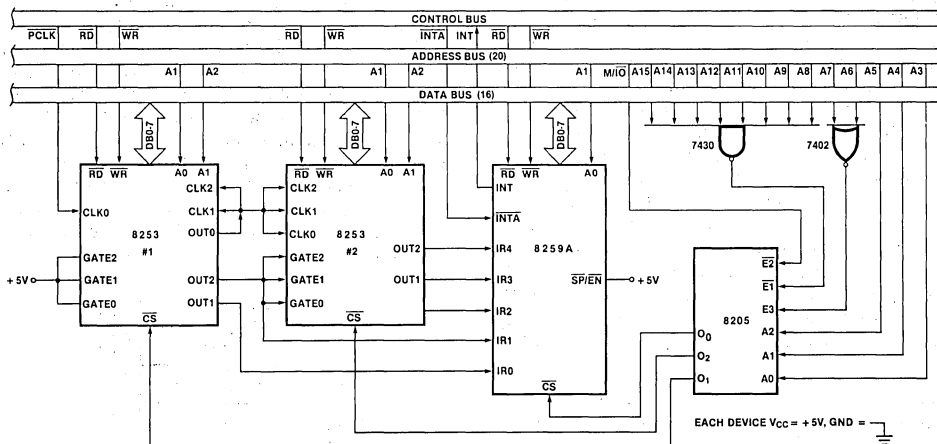 CONTROL BUS
PCLK RD WR RD WR INTA INT RD WR
ADDRESS BUS (20)
A1 A2 A1 A2 A1 M/IO A15 A14 A13 A12 A11 A10 A9 A8 A7 A6 A5 A4 A3
DATA BUS (16)
DB0-7 DB0-7 DB0-7
7430 7402
RD WR A0 A1
CLK2
CLK0 CLK1
8253 OUT0
#1
GATE2
+5V GATE1 OUT2
GATE0 OUT1
CS
RD WR A0 A1
CLK2
CLK1
CLK0
8253
#2
GATE2 OUT2
GATE1 OUT1
GATE0
CS
RD WR A0
INT
INTA
8259A
IR4
IR3 SP/EN +5V
IR2
IR1
IR0
CS
E2
E1
8205 E3
O0 A2
O2 A1
O1 A0
EACH DEVICE VCC = +5V, GND =